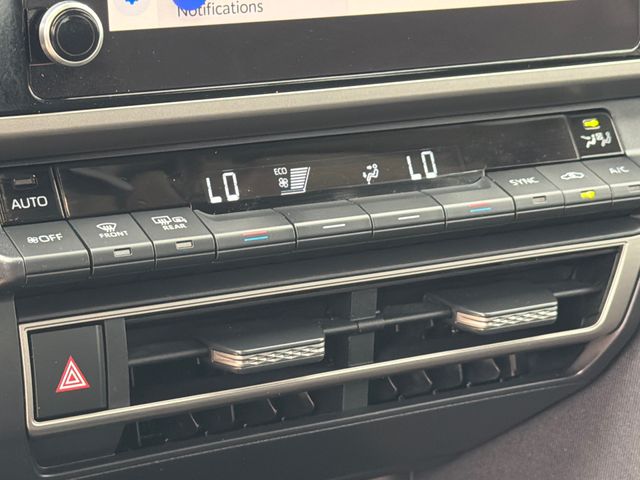 Notifications
LO
ECO
LO
AUTO
OFF
FRONT
REAR
SYNC
A/C